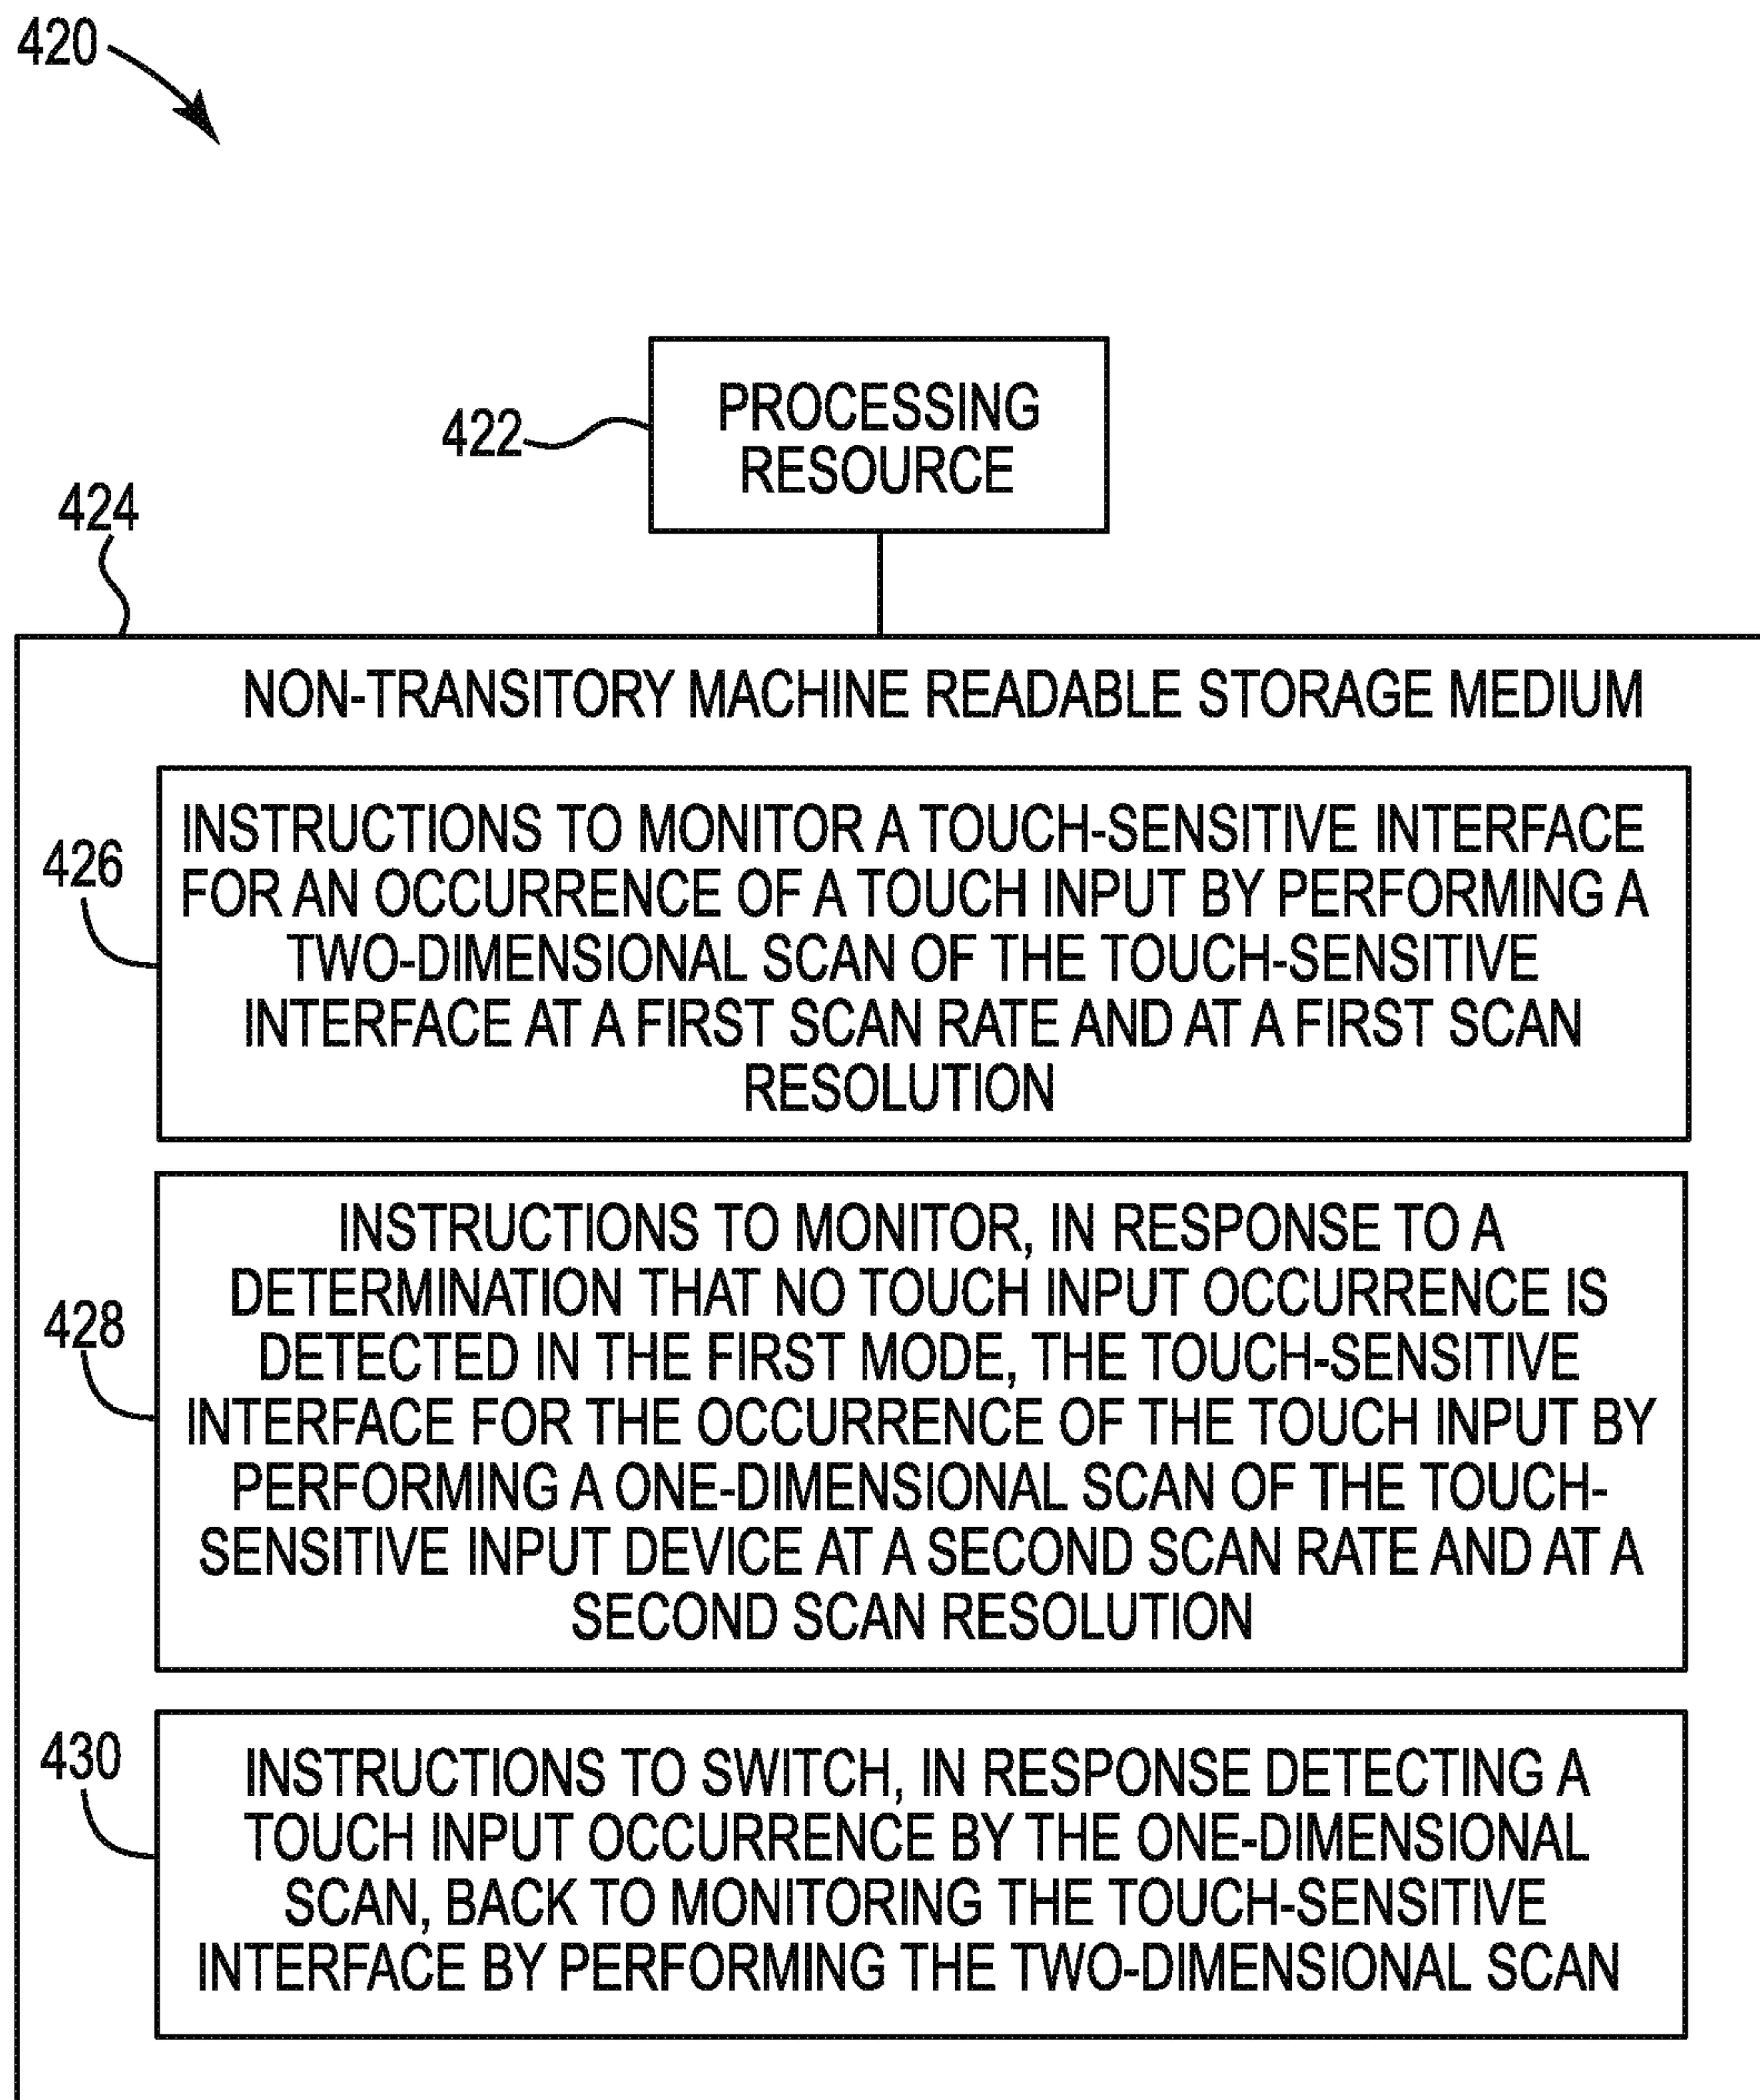 420
PROCESSING
RESOURCE
422
424
NON-TRANSITORY MACHINE READABLE STORAGE MEDIUM
426
INSTRUCTIONS TO MONITOR A TOUCH-SENSITIVE INTERFACE
FOR AN OCCURRENCE OF A TOUCH INPUT BY PERFORMING A
TWO-DIMENSIONAL SCAN OF THE TOUCH-SENSITIVE
INTERFACE AT A FIRST SCAN RATE AND AT A FIRST SCAN
RESOLUTION
428
INSTRUCTIONS TO MONITOR, IN RESPONSE TO A
DETERMINATION THAT NO TOUCH INPUT OCCURRENCE IS
DETECTED IN THE FIRST MODE, THE TOUCH-SENSITIVE
INTERFACE FOR THE OCCURRENCE OF THE TOUCH INPUT BY
PERFORMING A ONE-DIMENSIONAL SCAN OF THE TOUCH-
SENSITIVE INPUT DEVICE AT A SECOND SCAN RATE AND AT A
SECOND SCAN RESOLUTION
430
INSTRUCTIONS TO SWITCH, IN RESPONSE DETECTING A
TOUCH INPUT OCCURRENCE BY THE ONE-DIMENSIONAL
SCAN, BACK TO MONITORING THE TOUCH-SENSITIVE
INTERFACE BY PERFORMING THE TWO-DIMENSIONAL SCAN